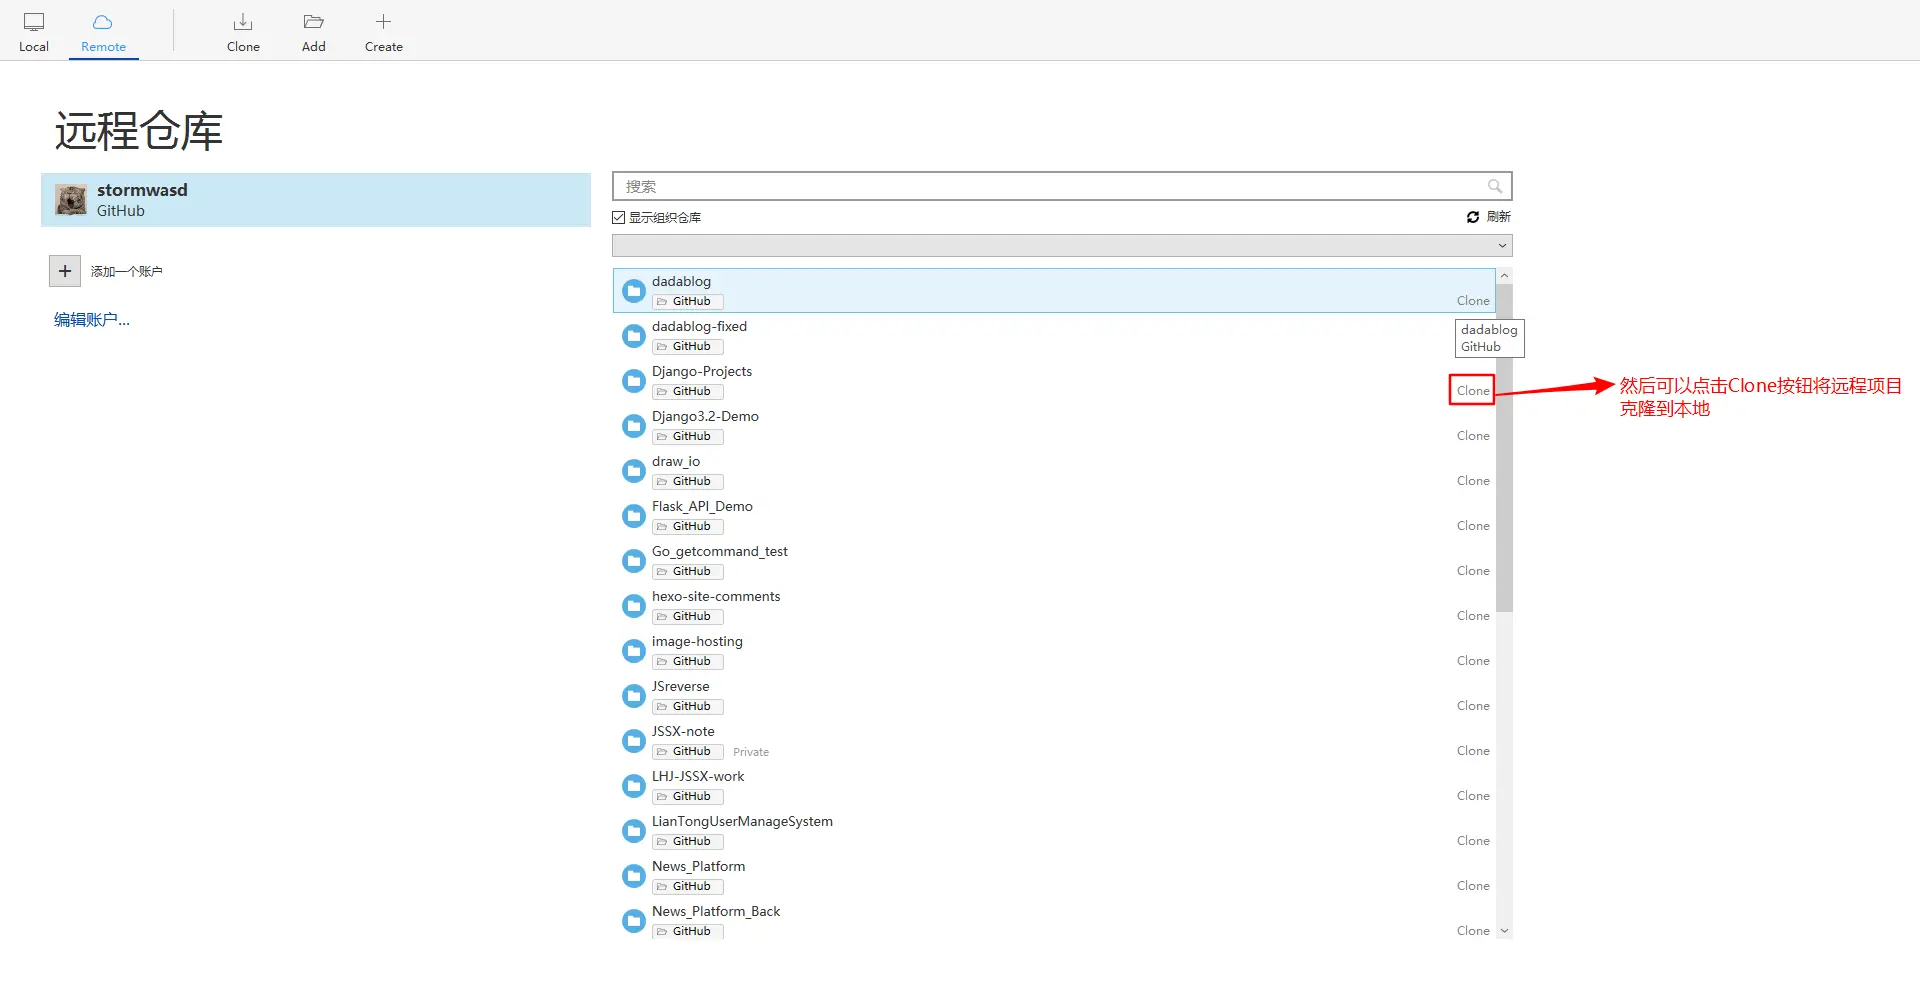 Local
Remote
Clone
Add
Create
远程仓库
stormwasd
GitHub
添加一个账户
编辑账户...
搜索
显示组织仓库
刷新
dadablog
GitHub
Clone
dadablog-fixed
GitHub
dadablog
GitHub
Django-Projects
GitHub
Clone
然后可以点击Clone按钮将远程项目
克隆到本地
Django3.2-Demo
GitHub
Clone
draw_io
GitHub
Clone
Flask_API_Demo
GitHub
Clone
Go_getcommand_test
GitHub
Clone
hexo-site-comments
GitHub
Clone
image-hosting
GitHub
Clone
JSreverse
GitHub
Clone
JSSX-note
GitHub Private
Clone
LHJ-JSSX-work
GitHub
Clone
LianTongUserManageSystem
GitHub
Clone
News_Platform
GitHub
Clone
News_Platform_Back
GitHub
Clone